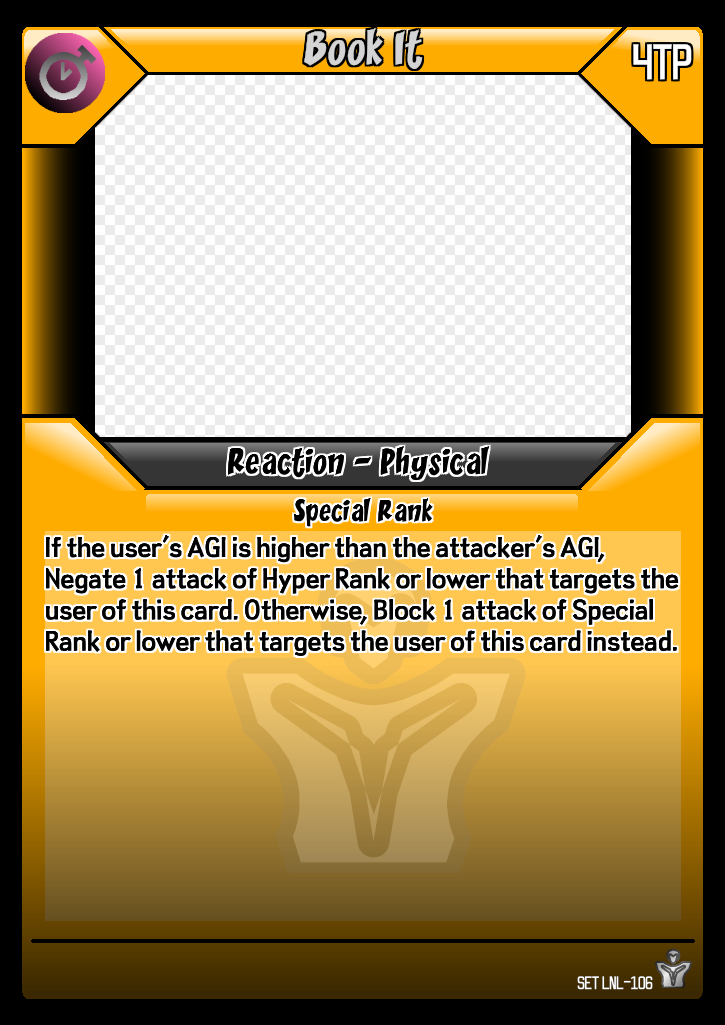 Book It
4TP
Reaction - Physical
Special Rank
If the user's AGI is higher than the attacker's AGI,
Negate 1 attack of Hyper Rank or lower that targets the
user of this card. Otherwise, Block 1 attack of Special
Rank or lower that targets the user of this card instead.
SET LNL-106